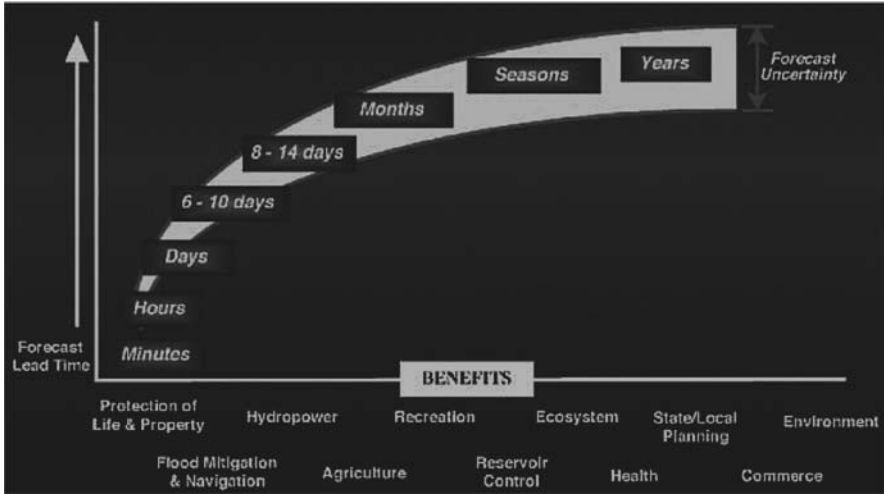 Years
Seasons
Forecast
Uncertainty
Months
8 - 14 days
6 - 10 days
Days
Hours
Forecast
Lead Time
Minutes
BENEFITS
Protection of
Life & Property
Hydropower
Recreation
Ecosystem
State/Local
Planning
Environment
Flood Mitigation
& Navigation
Agriculture
Reservoir
Control
Health
Commerce